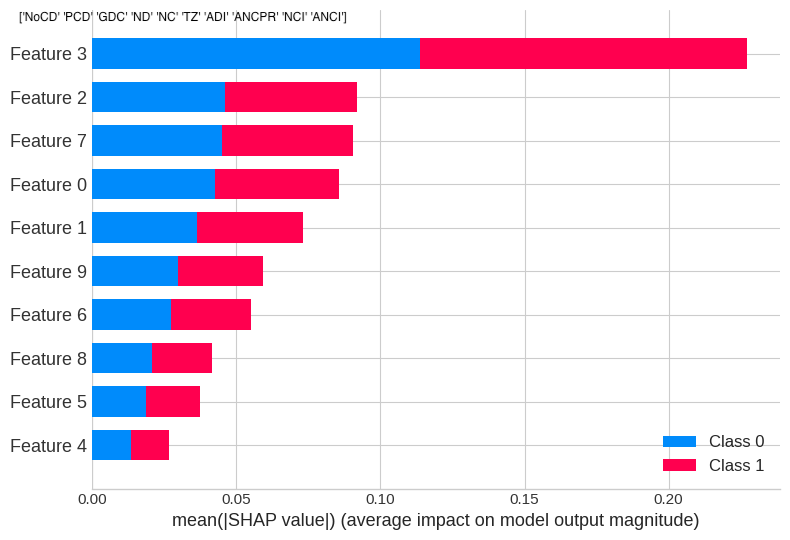 ['NoCD' 'PCD' 'GDC' 'ND' 'NC' 'TZ' 'ADI' 'ANCPR' 'NCI' 'ANCI']
Feature 3
Feature 2
Feature 7
Feature 0
Feature 1
Feature 9
Feature 6
Feature 8
Feature 5
Feature 4
Class 0
Class 1
0.00 0.05 0.10 0.15 0.20
mean(|SHAP value|) (average impact on model output magnitude)